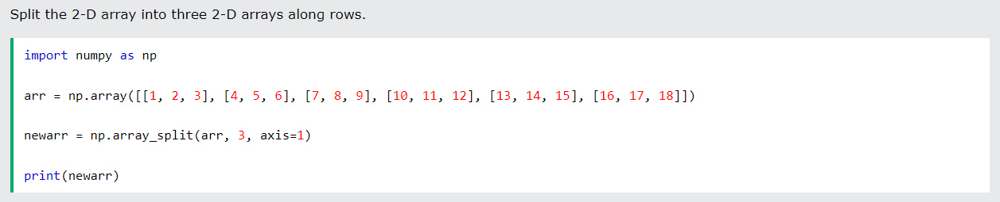 Split the 2-D array into three 2-D arrays along rows.
import numpy as np
arr = np.array([[1, 2, 3], [4, 5, 6], [7, 8, 9], [10, 11, 12], [13, 14, 15], [16, 17, 18]])
newarr = np.array_split(arr, 3, axis=1)
print(newarr)